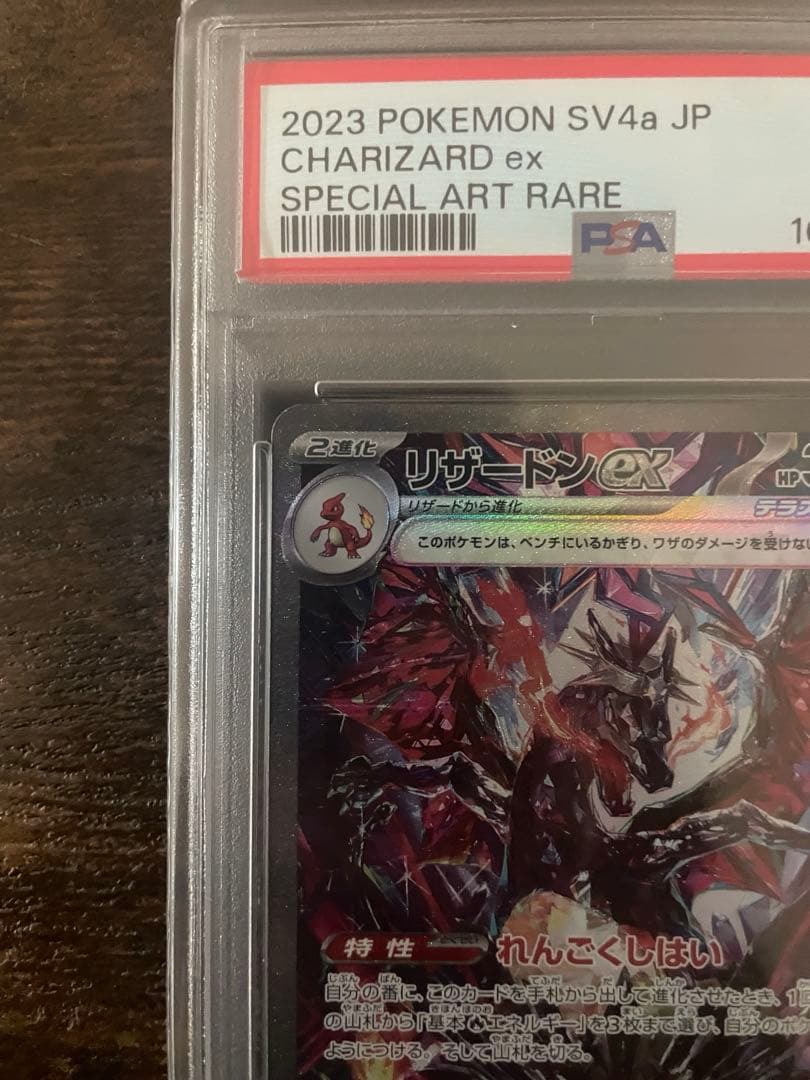 2023 POKEMON SV4a JP
CHARIZARD ex
SPECIAL ART RARE
PSA
2進化
リザードンex
HP
リザードから進化
テラス
このポケモンは、ベンチにいるかぎり、ワザのダメージを受けない
特性
れんごくしはい
自分の番に、このカードを手札から出して進化させたとき、1
の山札から「基本エネルギー」を3枚まで選び、自分のポケ
ようにつける。そして山札を切る。